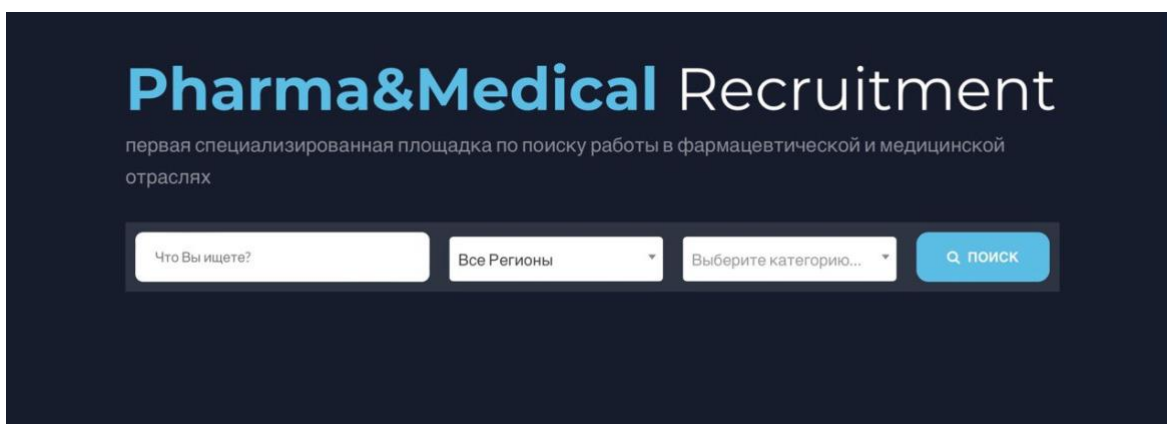 Pharma&Medical Recruitment
первая специализированная площадка по поиску работы в фармацевтической и медицинской
отраслях
Что Вы ищете? Все Регионы Выберите категорию... ПОИСК